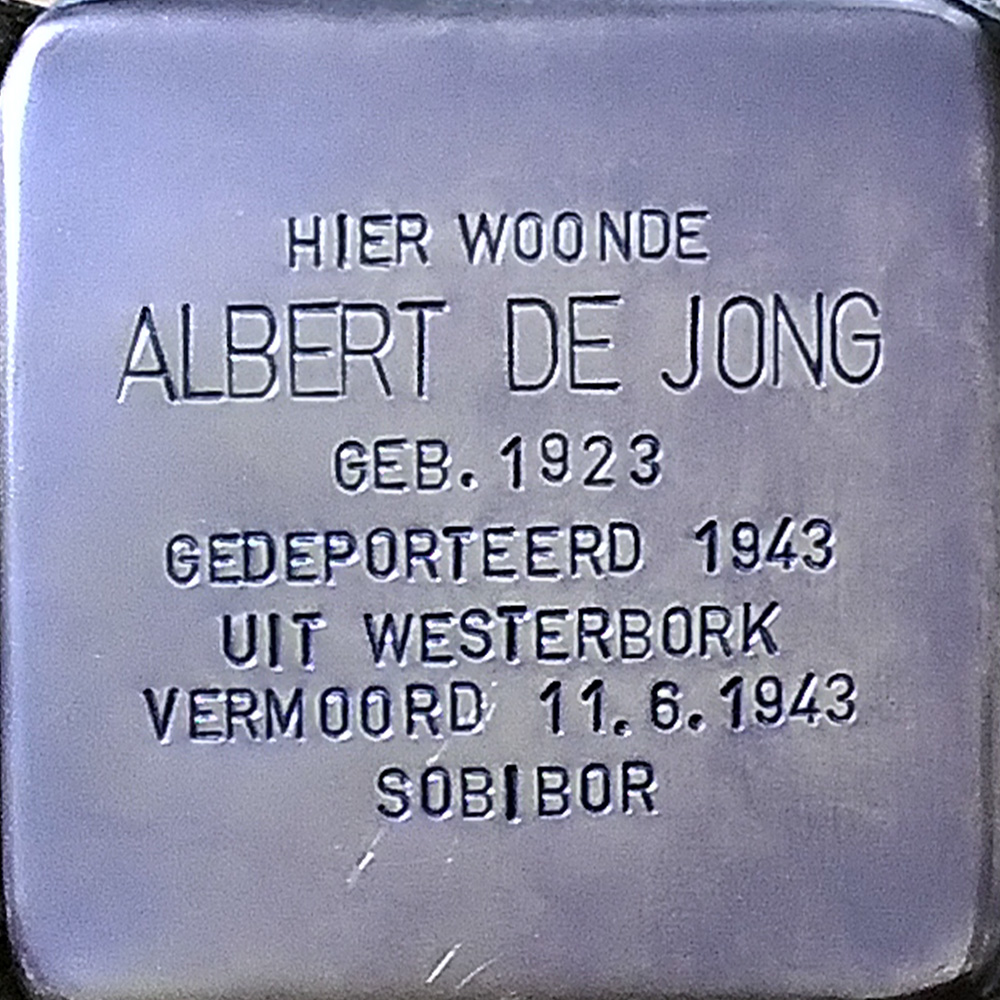 HIER WOONDE
ALBERT DE JONG
GEB. 1923
GEDEPORTEERD 1943
UIT WESTERBORK
VERMOORD 11.6.1943
SOBIBOR